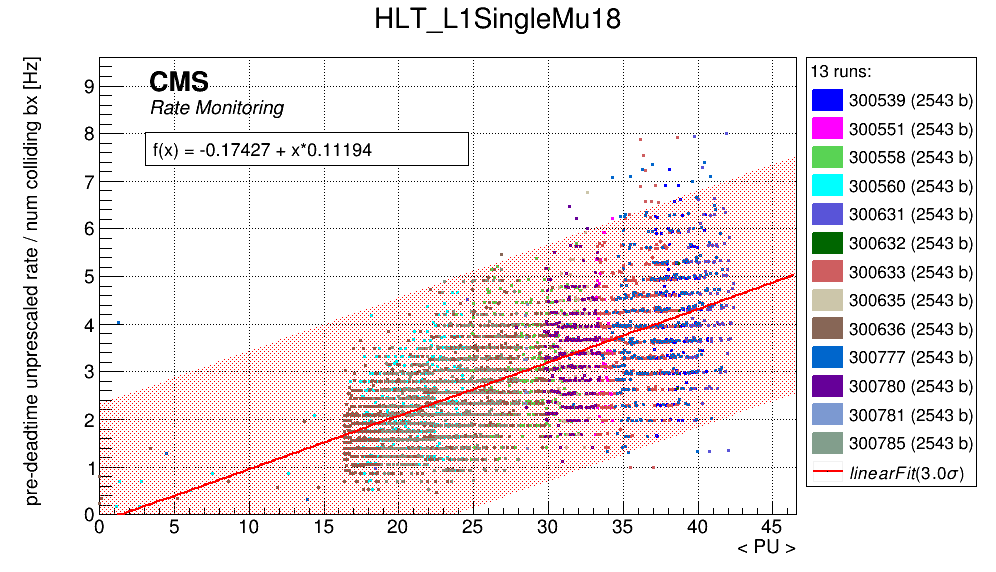 HLT_L1SingleMu18
pre-deadtime unprescaled rate / num colliding bx [Hz]
CMS
Rate Monitoring
f(x) = -0.17427 + x*0.11194
9
8
7
6
5
4
3
2
1
0
0 5 10 15 20 25 30 35 40 45
< PU >
13 runs:
300539 (2543 b)
300551 (2543 b)
300558 (2543 b)
300560 (2543 b)
300631 (2543 b)
300632 (2543 b)
300633 (2543 b)
300635 (2543 b)
300636 (2543 b)
300777 (2543 b)
300780 (2543 b)
300781 (2543 b)
300785 (2543 b)
linearFit(3.0σ)